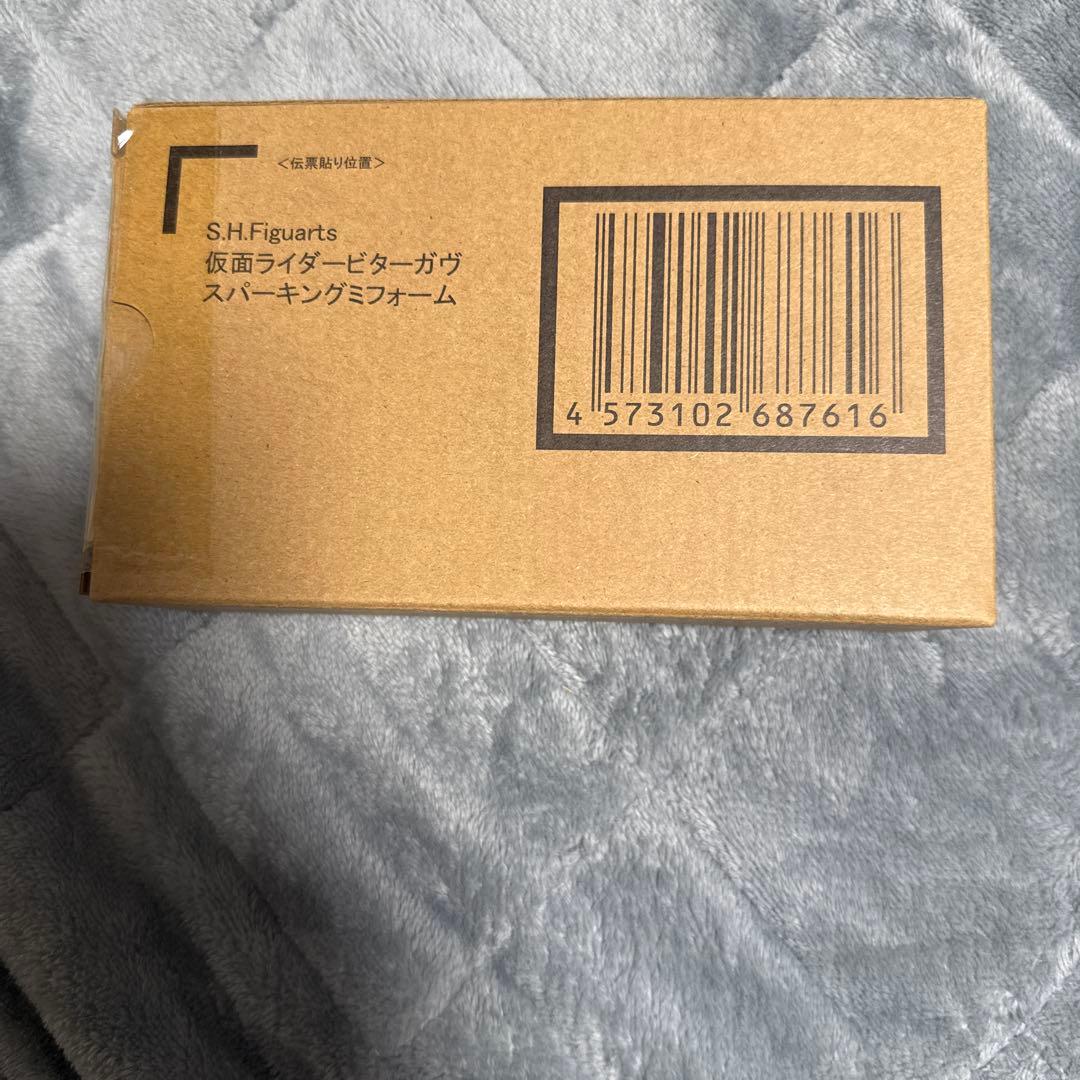 <伝票貼り位置>
S.H.Figuarts
仮面ライダービターガヴ
スパーキングミフォーム
4 573102 687616